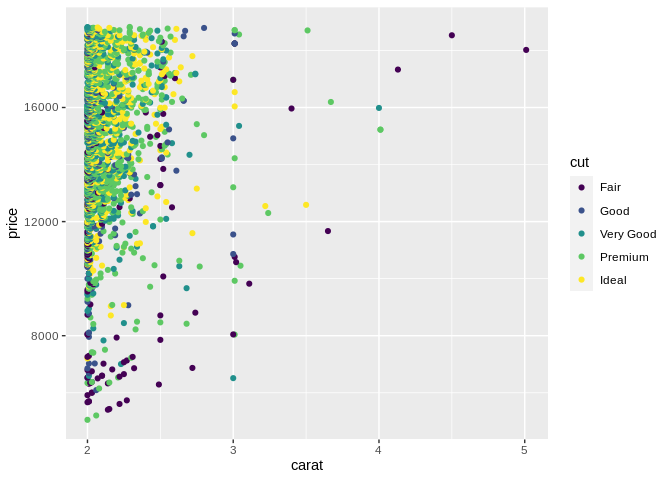 16000
12000
8000
price
2
3
4
5
carat
cut
Fair
Good
Very Good
Premium
Ideal